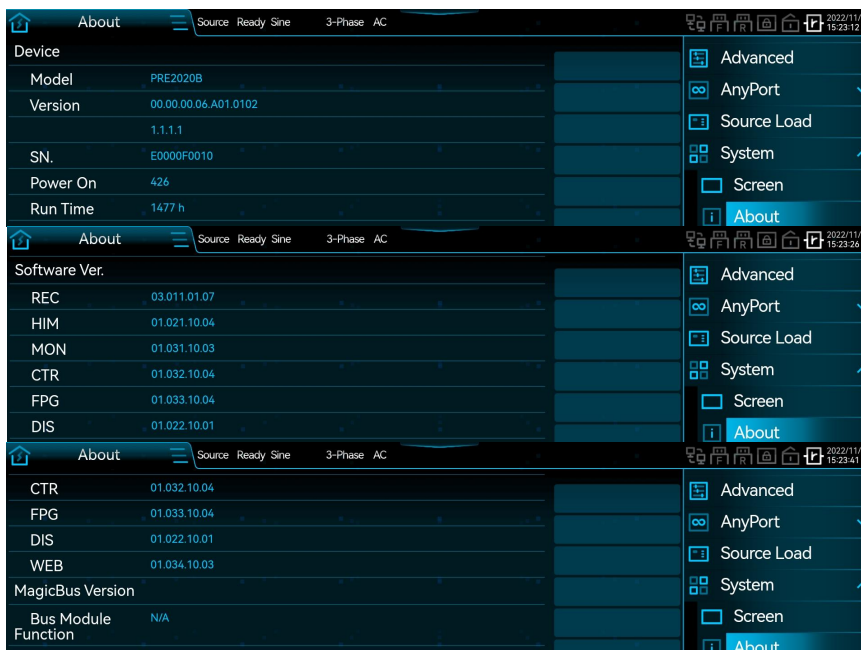 About Source Ready Sine 3-Phase AC F R 2022/11/
15:23:12
Device
Model PRE2020B
Version 00.00.00.06.A01.0102
1.1.1.1
SN. E0000F0010
Power On 426
Run Time 1477 h
Advanced
AnyPort
Source Load
System
Screen
About
About Source Ready Sine 3-Phase AC F R 2022/11/
15:23:26
Software Ver.
REC 03.011.01.07
HIM 01.021.10.04
MON 01.031.10.03
CTR 01.032.10.04
FPG 01.033.10.04
DIS 01.022.10.01
Advanced
AnyPort
Source Load
System
Screen
About
About Source Ready Sine 3-Phase AC F R 2022/11/
15:23:41
CTR 01.032.10.04
FPG 01.033.10.04
DIS 01.022.10.01
WEB 01.034.10.03
MagicBus Version
Bus Module N/A
Function
Advanced
AnyPort
Source Load
System
Screen
About